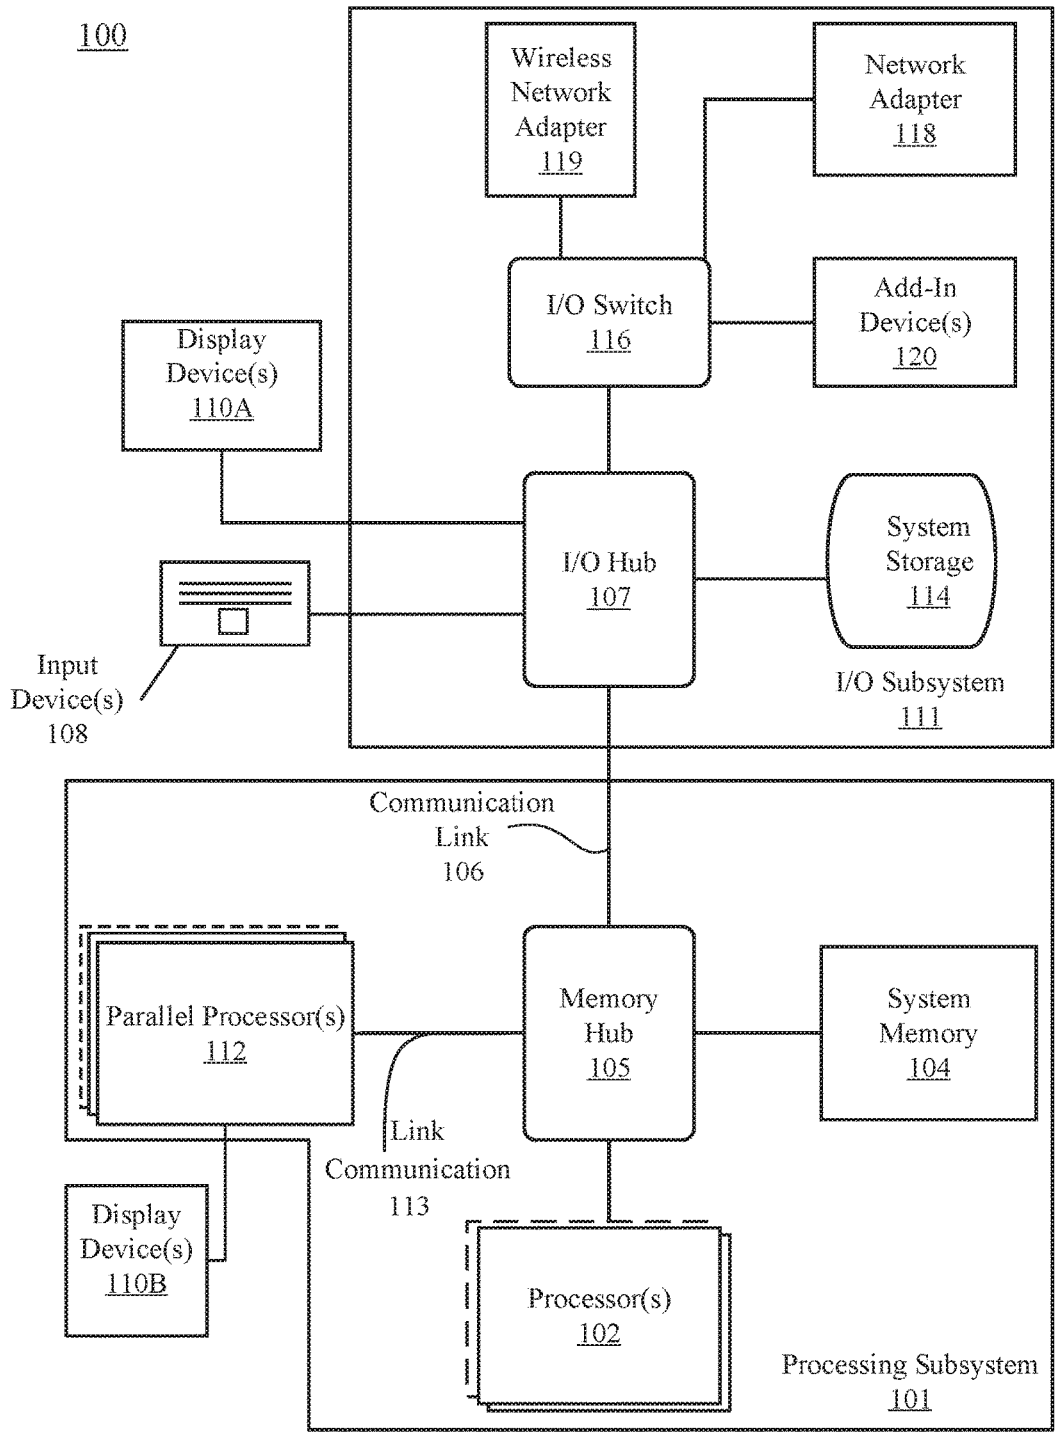 100
Wireless
Network
Adapter
119
Network
Adapter
118
I/O Switch
116
Add-In
Device(s)
120
Display
Device(s)
110A
I/O Hub
107
System
Storage
114
Input
Device(s)
108
I/O Subsystem
111
Communication
Link
106
Parallel Processor(s)
112
Memory
Hub
105
System
Memory
104
Link
Communication
113
Display
Device(s)
110B
Processor(s)
102
Processing Subsystem
101